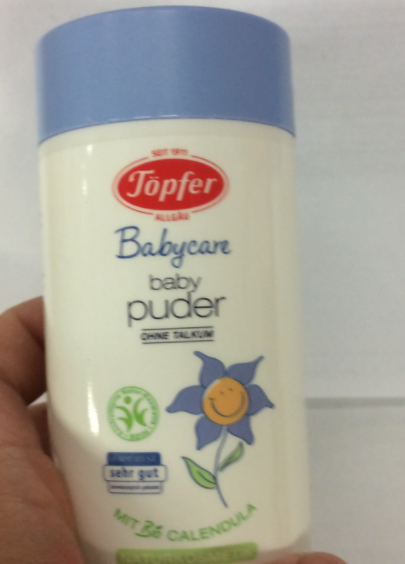 SEIT 1911
Töpfer
ALLGÄU
Babycare
baby
puder
OHNE TALKUM
sehr gut
MIT Bio CALENDULA